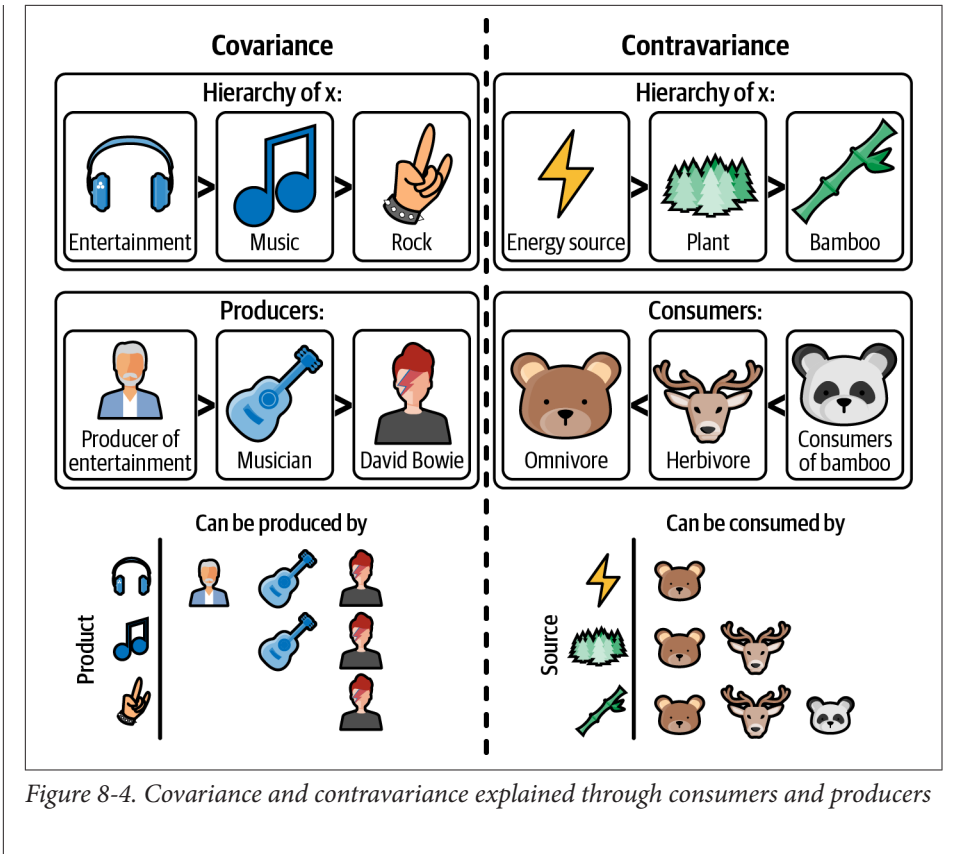 Covariance
Contravariance
Hierarchy of x:
Entertainment
>
Music
>
Rock
Hierarchy of x:
Energy source
>
Plant
>
Bamboo
Producers:
Producer of
entertainment
>
Musician
>
David Bowie
Consumers:
Omnivore
<
Herbivore
<
Consumers
of bamboo
Can be produced by
Product
Can be consumed by
Source
Figure 8-4. Covariance and contravariance explained through consumers and producers